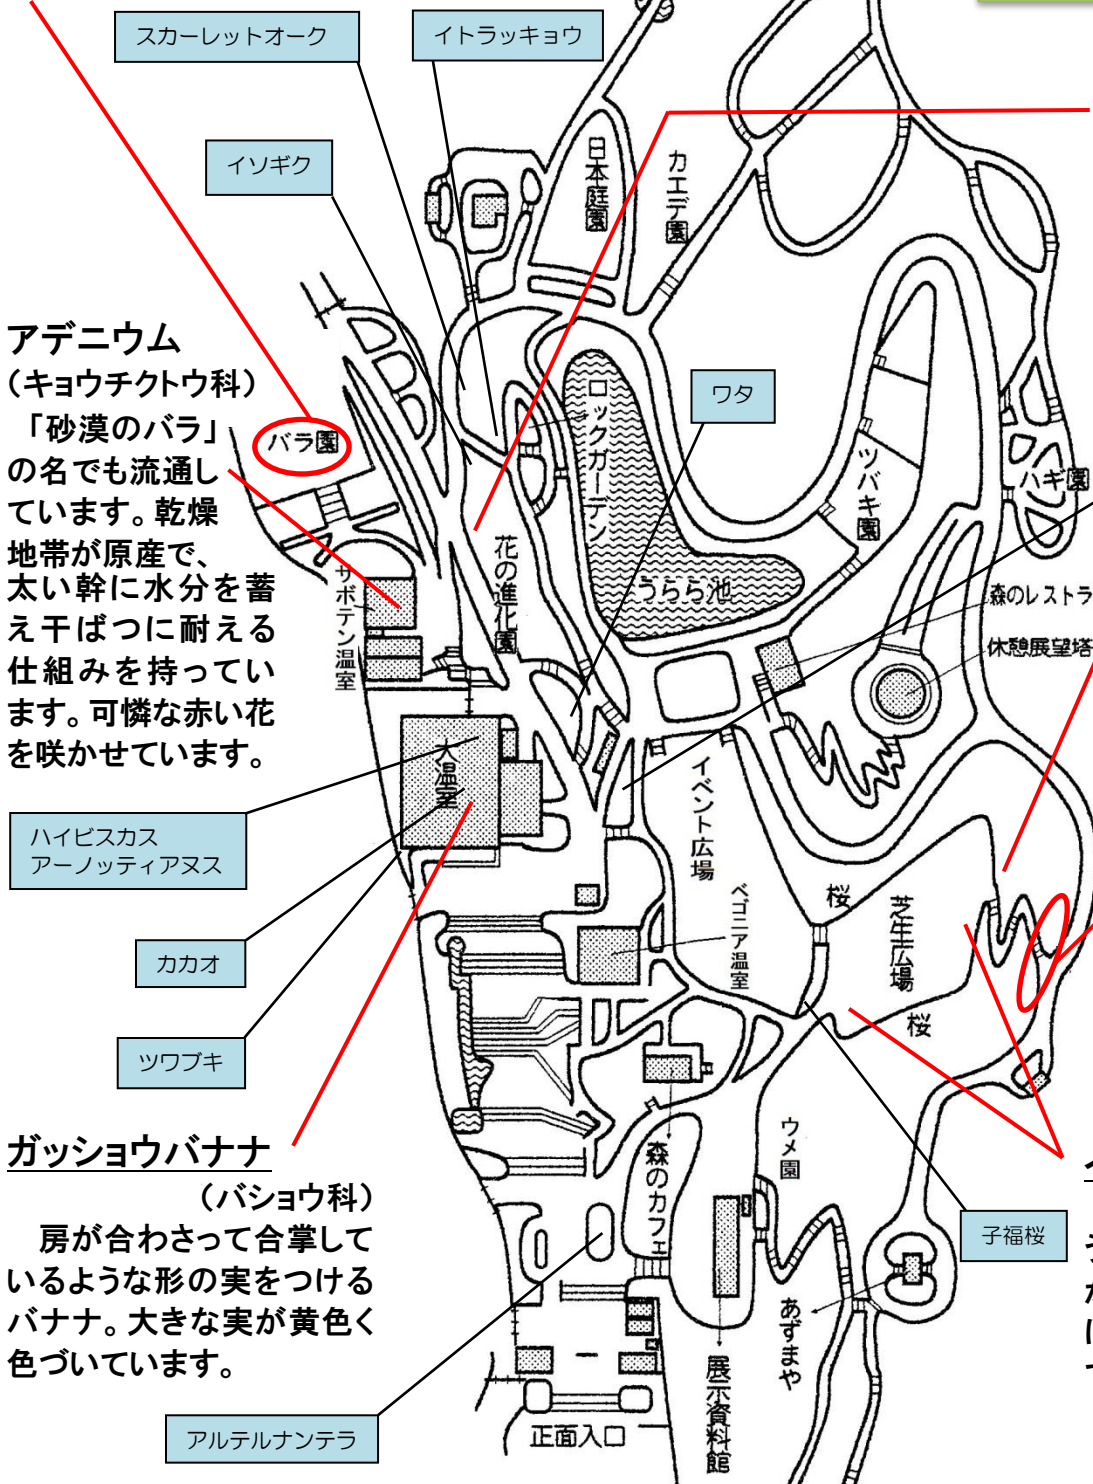 スカーレットオーク
イトラッキョウ
イソギク
日本庭園
カエデ園
アデニウム
（キョウチクトウ科）
「砂漠のバラ」
の名でも流通し
ています。乾燥
地帯が原産で、
太い幹に水分を蓄
え干ばつに耐える
仕組みを持ってい
ます。可憐な赤い花
を咲かせています。
バラ園
ロックガーデン
ワタ
ツバキ園
ハギ園
サボテン温室
花の進化園
うらら池
森のレストラ
休憩展望塔
大温室
イベント広場
ハイビスカス
アーノッティアヌス
ベゴニア温室
桜
芝生広場
桜
カカオ
ツワブキ
ガッショウバナナ
（バショウ科）
房が合わさって合掌して
いるような形の実をつける
バナナ。大きな実が黄色く
色づいています。
森のカフェ
ウメ園
子福桜
あずまや
展示資料館
アルテルナンテラ
正面入口